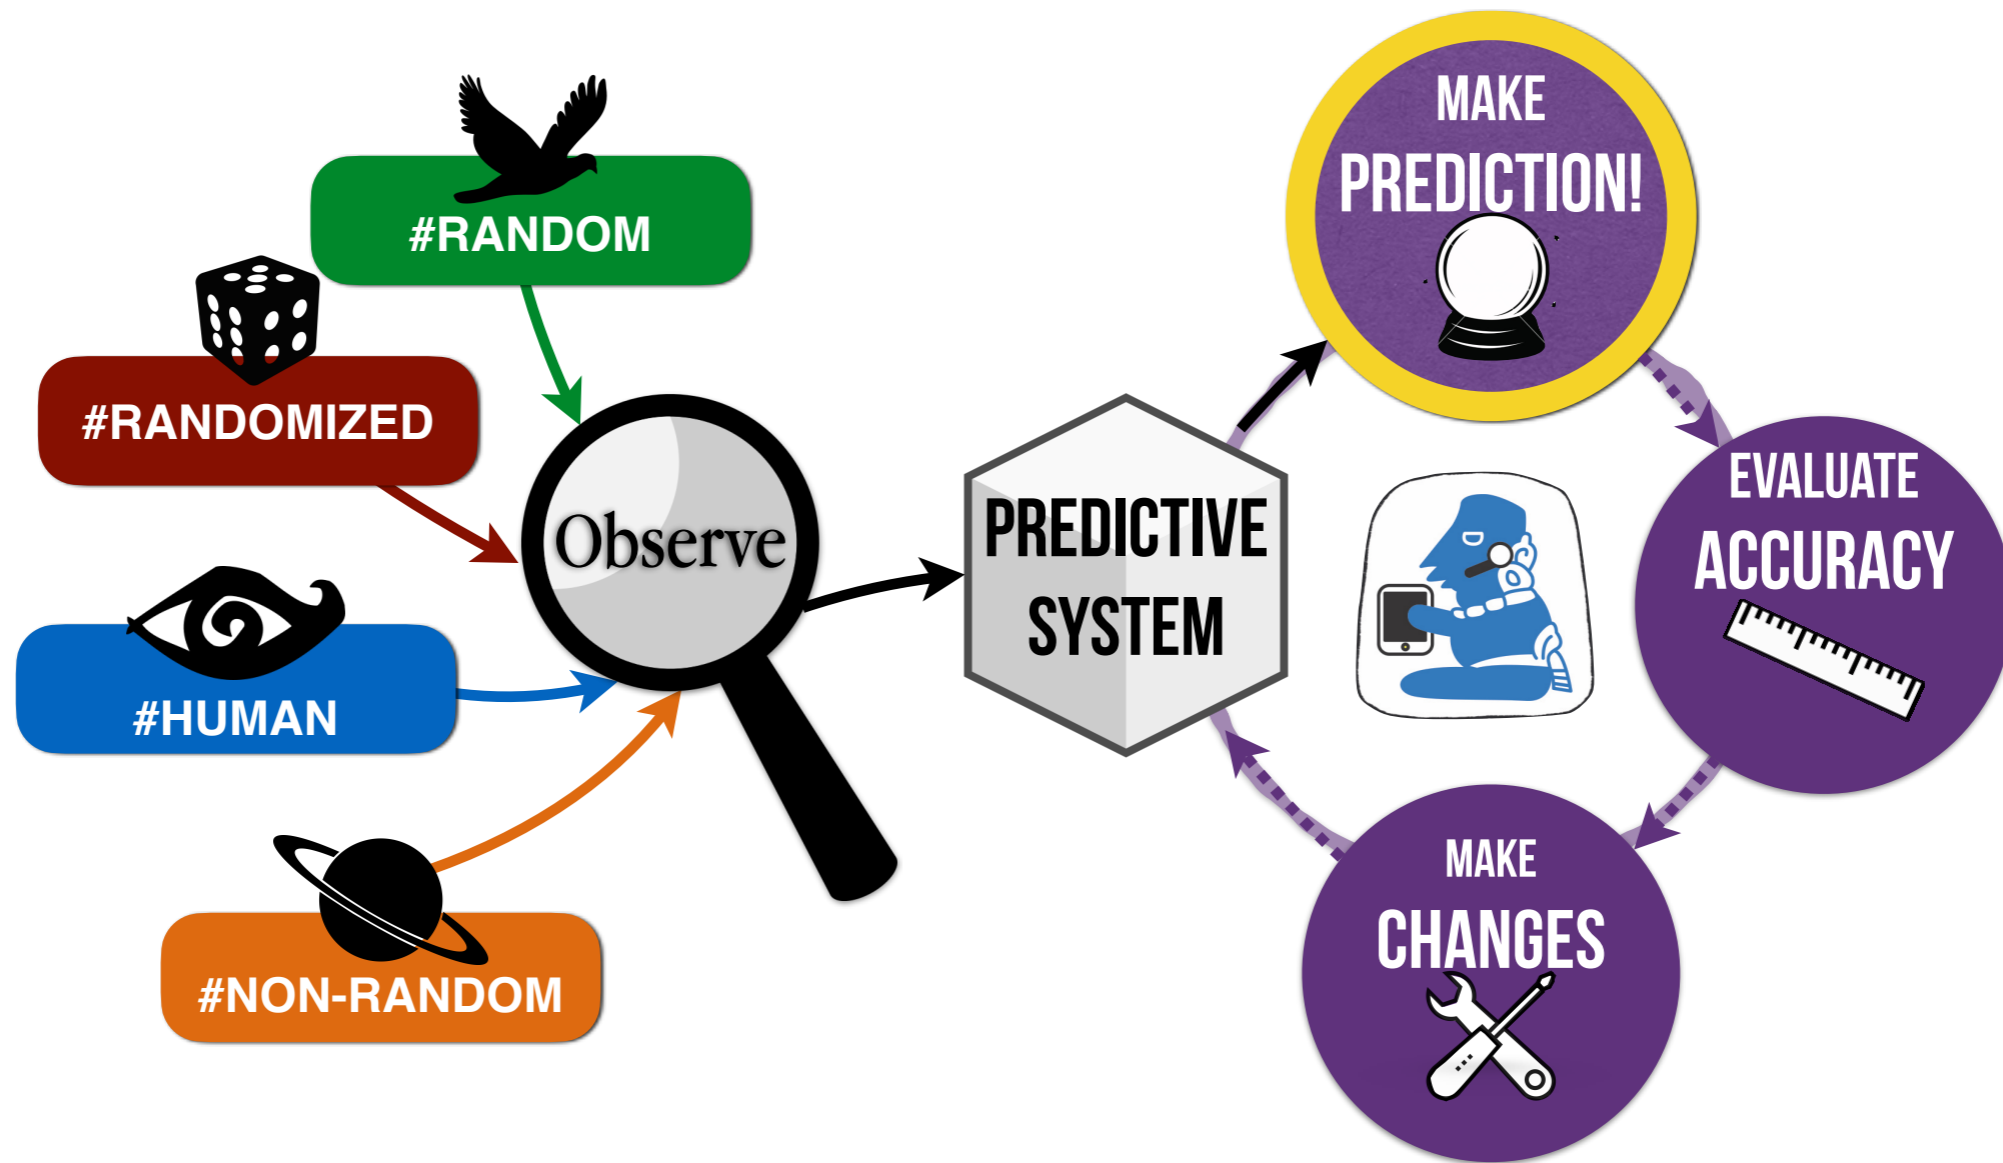 #RANDOM
#RANDOMIZED
#HUMAN
#NON-RANDOM
Observe
PREDICTIVE
SYSTEM
MAKE
PREDICTION!
EVALUATE
ACCURACY
MAKE
CHANGES